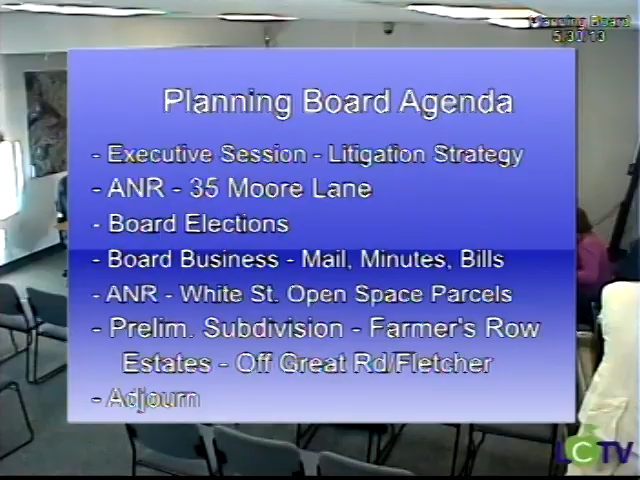 Planning Board
5/30/13
Planning Board Agenda
- Executive Session - Litigation Strategy
- ANR - 35 Moore Lane
- Board Elections
- Board Business - Mail, Minutes, Bills
- ANR - White St. Open Space Parcels
- Prelim. Subdivision - Farmer's Row
Estates - Off Great Rd/Fletcher
- Adjourn
LCTV